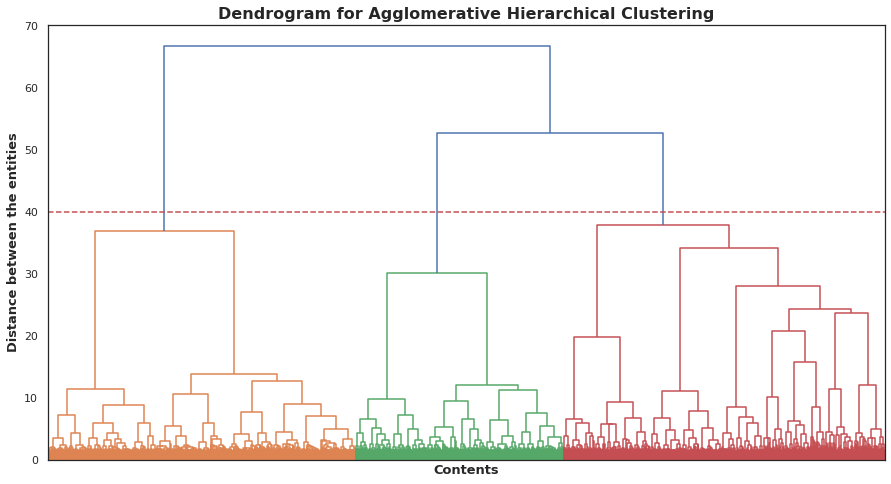 Dendrogram for Agglomerative Hierarchical Clustering
70
60
50
40
30
20
10
0
Distance between the entities
Contents